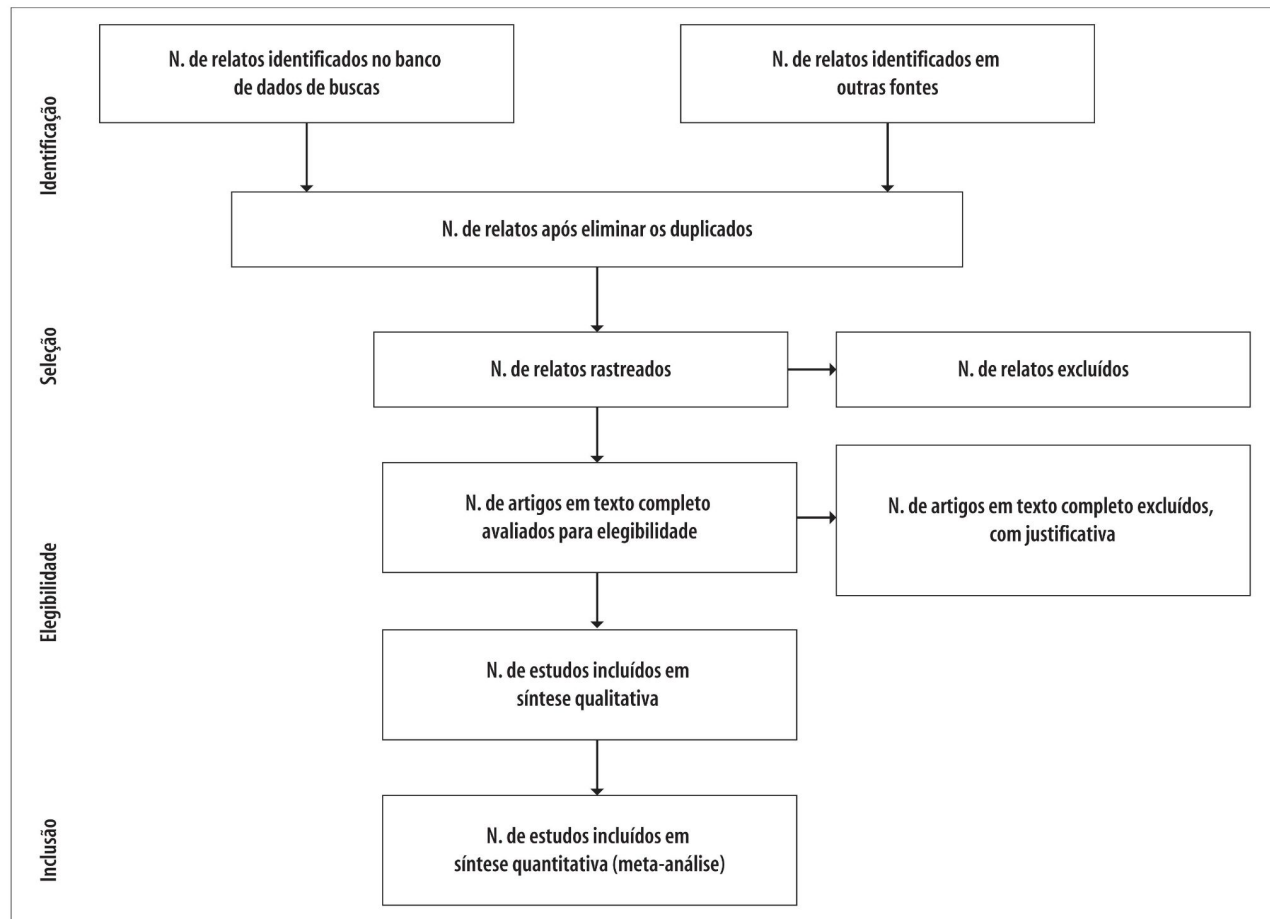 Identificação
N. de relatos identificados no banco
de dados de buscas
N. de relatos identificados em
outras fontes
N. de relatos após eliminar os duplicados
Seleção
N. de relatos rastreados
N. de relatos excluídos
Elegibilidade
N. de artigos em texto completo
avaliados para elegibilidade
N. de artigos em texto completo excluídos,
com justificativa
N. de estudos incluídos em
síntese qualitativa
Inclusão
N. de estudos incluídos em
síntese quantitativa (meta-análise)